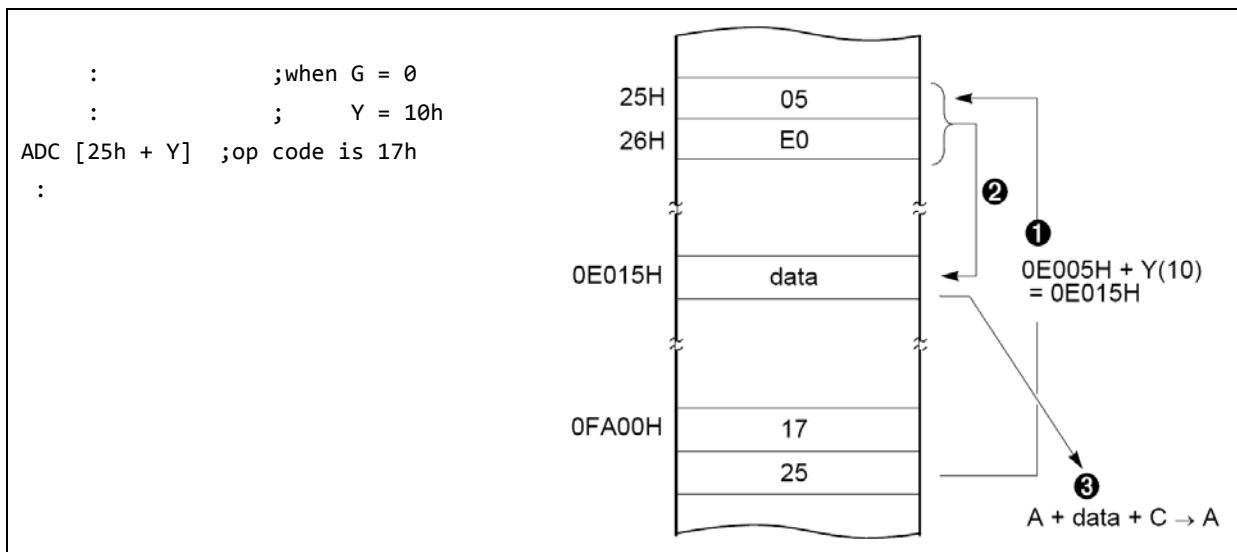 : ;when G = 0
: ; Y = 10h
ADC [25h + Y] ;op code is 17h
:
25H 05
26H E0
❷
❶
0E015H data 0E005H + Y(10)
= 0E015H
0FA00H 17
25
❸
A + data + C → A